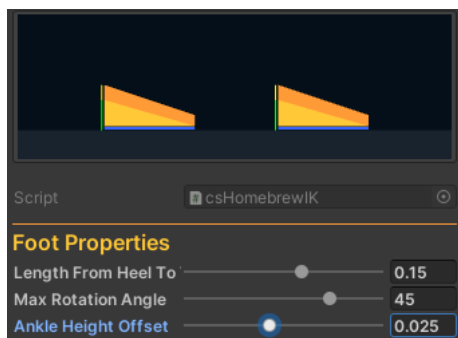 Script csHomebrewIK
Foot Properties
Length From Heel To 0.15
Max Rotation Angle 45
Ankle Height Offset 0.025